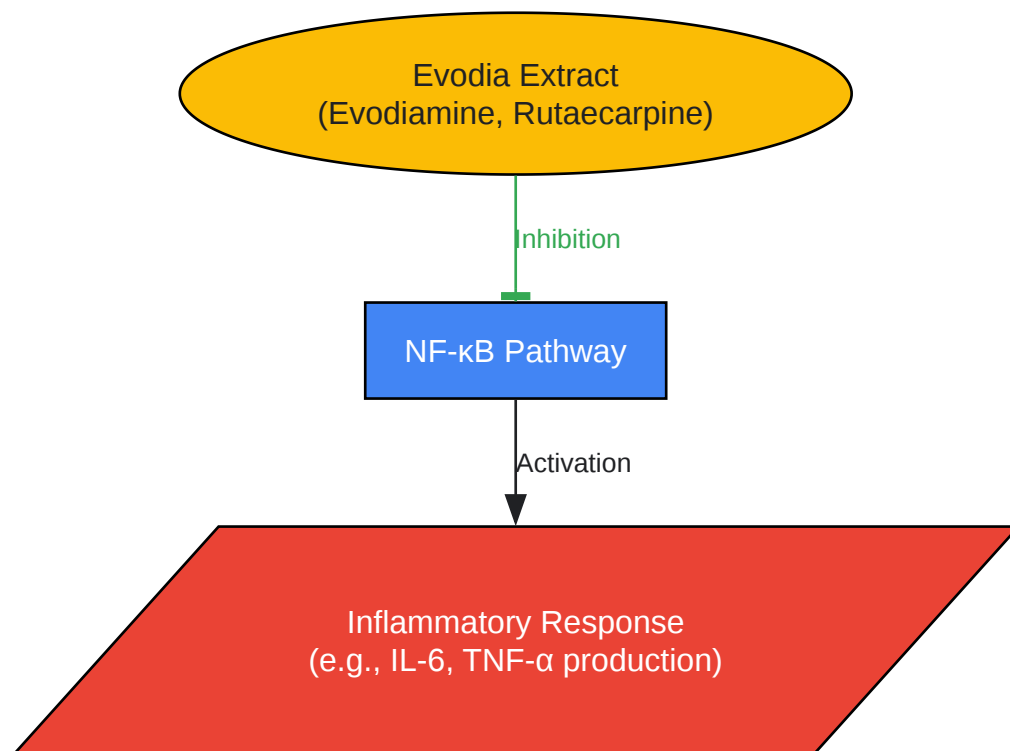 Evodia Extract
(Evodiamine, Rutaecarpine)
Inhibition
NF-κB Pathway
Activation
Inflammatory Response
(e.g., IL-6, TNF-α production)